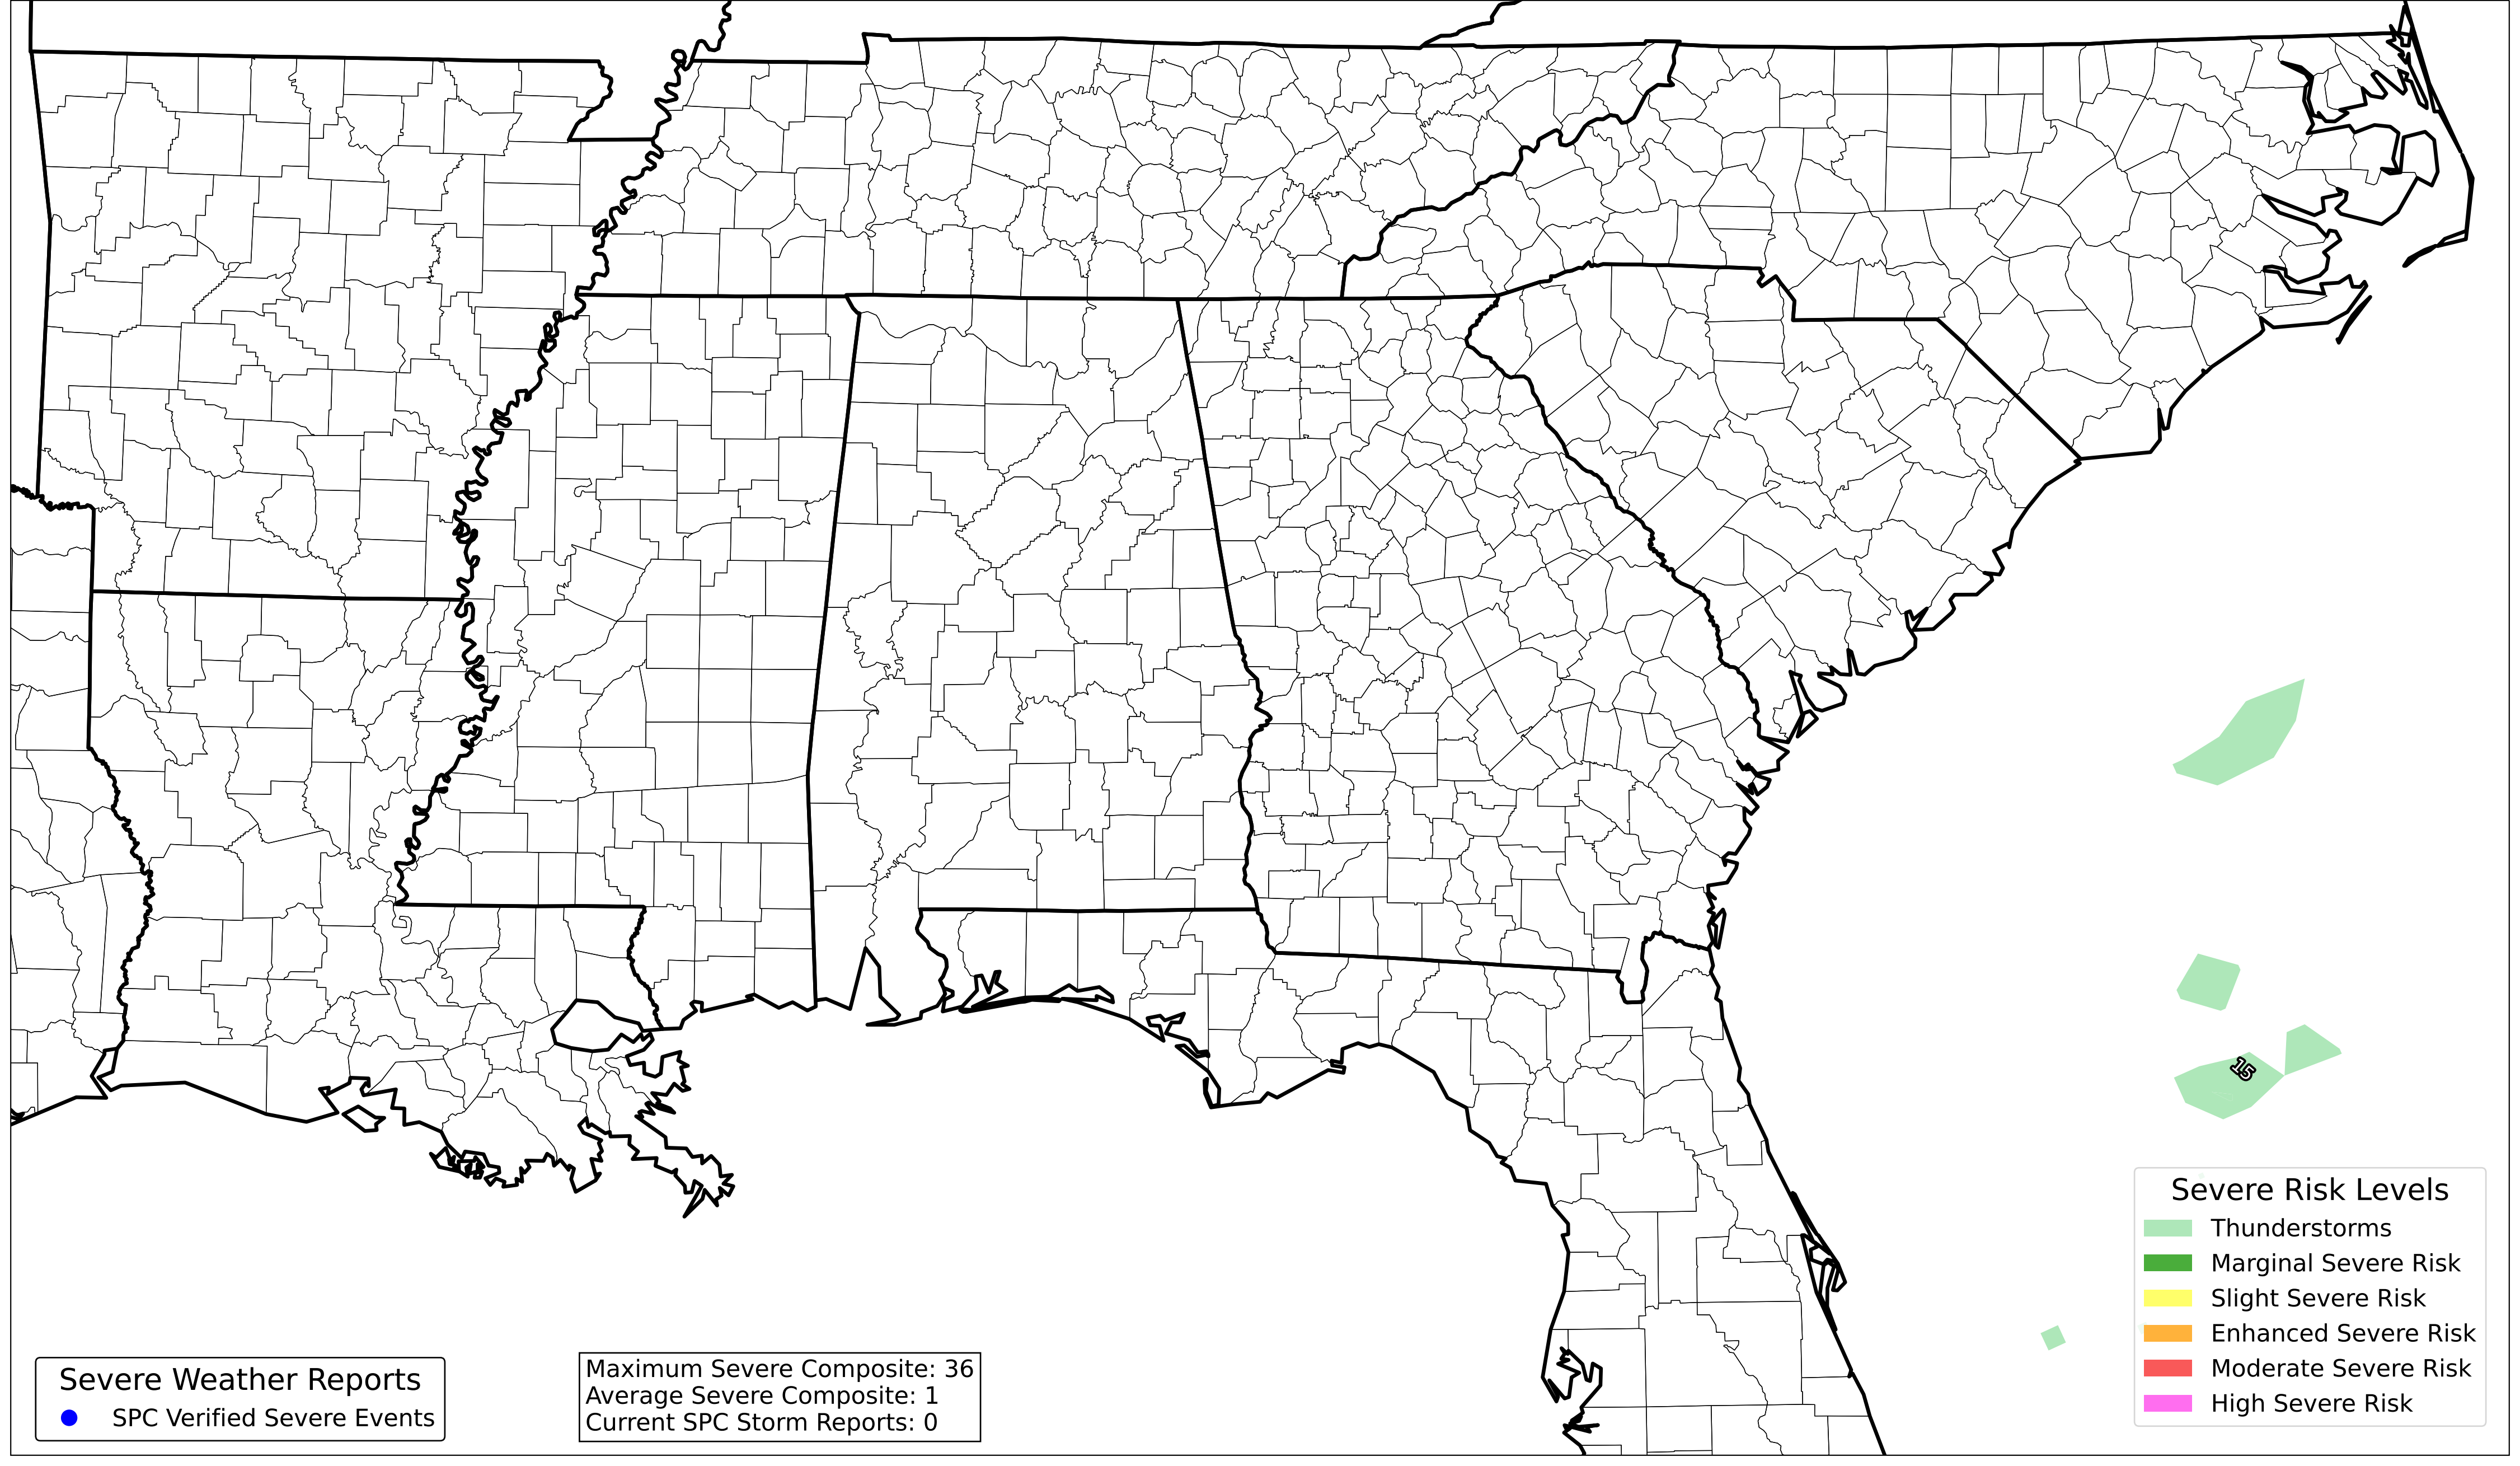 15
Severe Risk Levels
Thunderstorms
Marginal Severe Risk
Slight Severe Risk
Enhanced Severe Risk
Moderate Severe Risk
High Severe Risk
Severe Weather Reports
SPC Verified Severe Events
Maximum Severe Composite: 36
Average Severe Composite: 1
Current SPC Storm Reports: 0